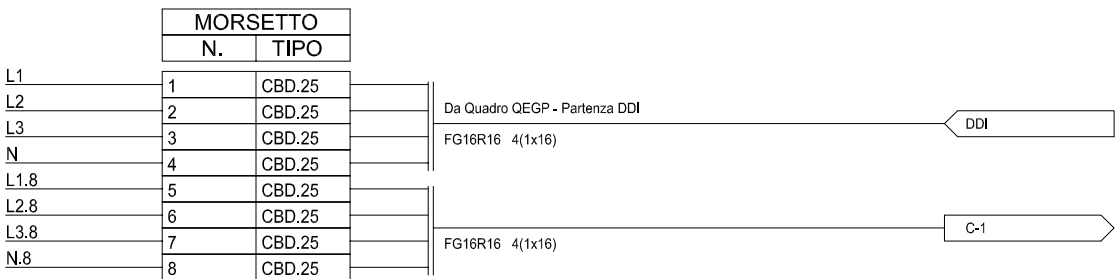 MORSETTO
N. TIPO
L1 1 CBD.25
L2 2 CBD.25
Da Quadro QEGP - Partenza DDI
DDI
L3 3 CBD.25
FG16R16 4(1x16)
N 4 CBD.25
L1.8 5 CBD.25
L2.8 6 CBD.25
C-1
L3.8 7 CBD.25
FG16R16 4(1x16)
N.8 8 CBD.25